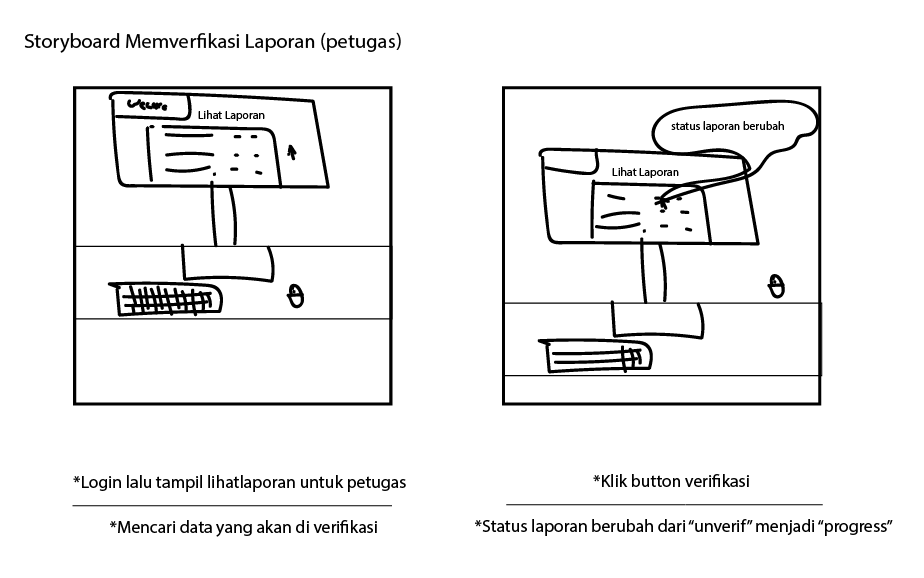 Storyboard Memverfikasi Laporan (petugas)
Lihat Laporan
status laporan berubah
Lihat Laporan
*Login lalu tampil lihatlaporan untuk petugas
*Mencari data yang akan di verifikasi
*Klik button verifikasi
*Status laporan berubah dari “unverif” menjadi “progress”